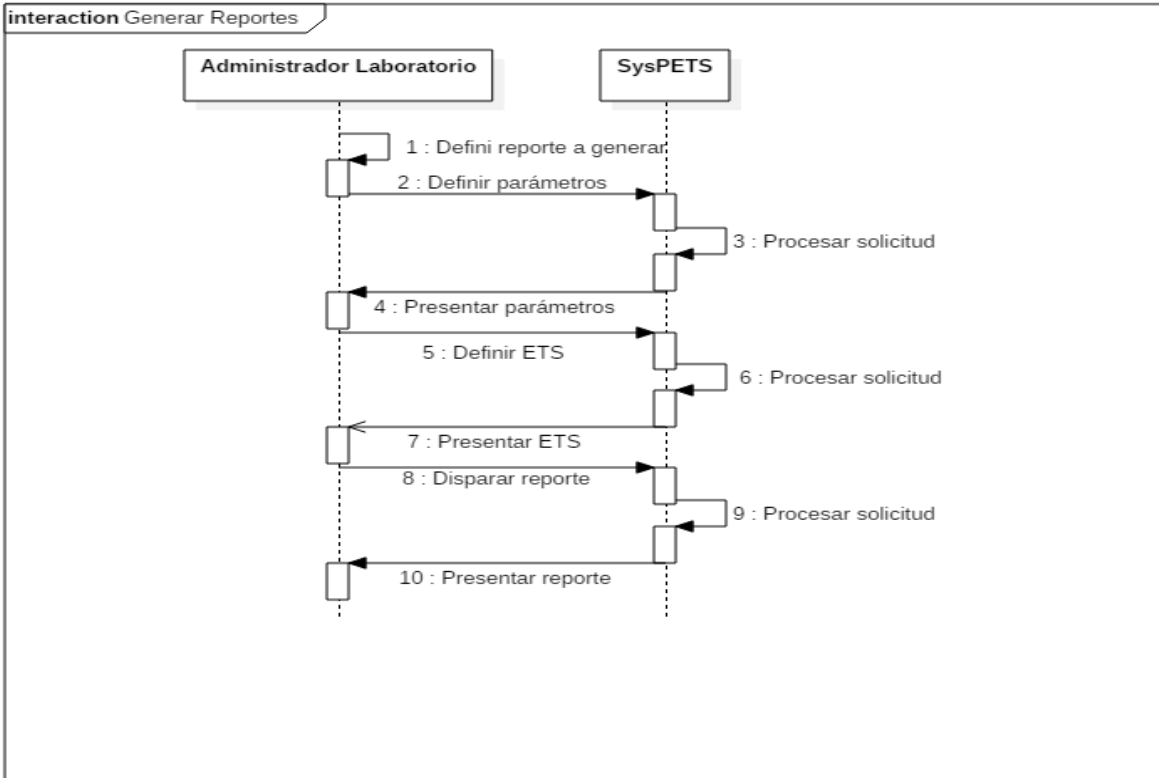 interaction Generar Reportes
Administrador Laboratorio
SysPETS
1 : Defini reporte a generar
2 : Definir parámetros
3 : Procesar solicitud
4 : Presentar parámetros
5 : Definir ETS
6 : Procesar solicitud
7 : Presentar ETS
8 : Disparar reporte
9 : Procesar solicitud
10 : Presentar reporte